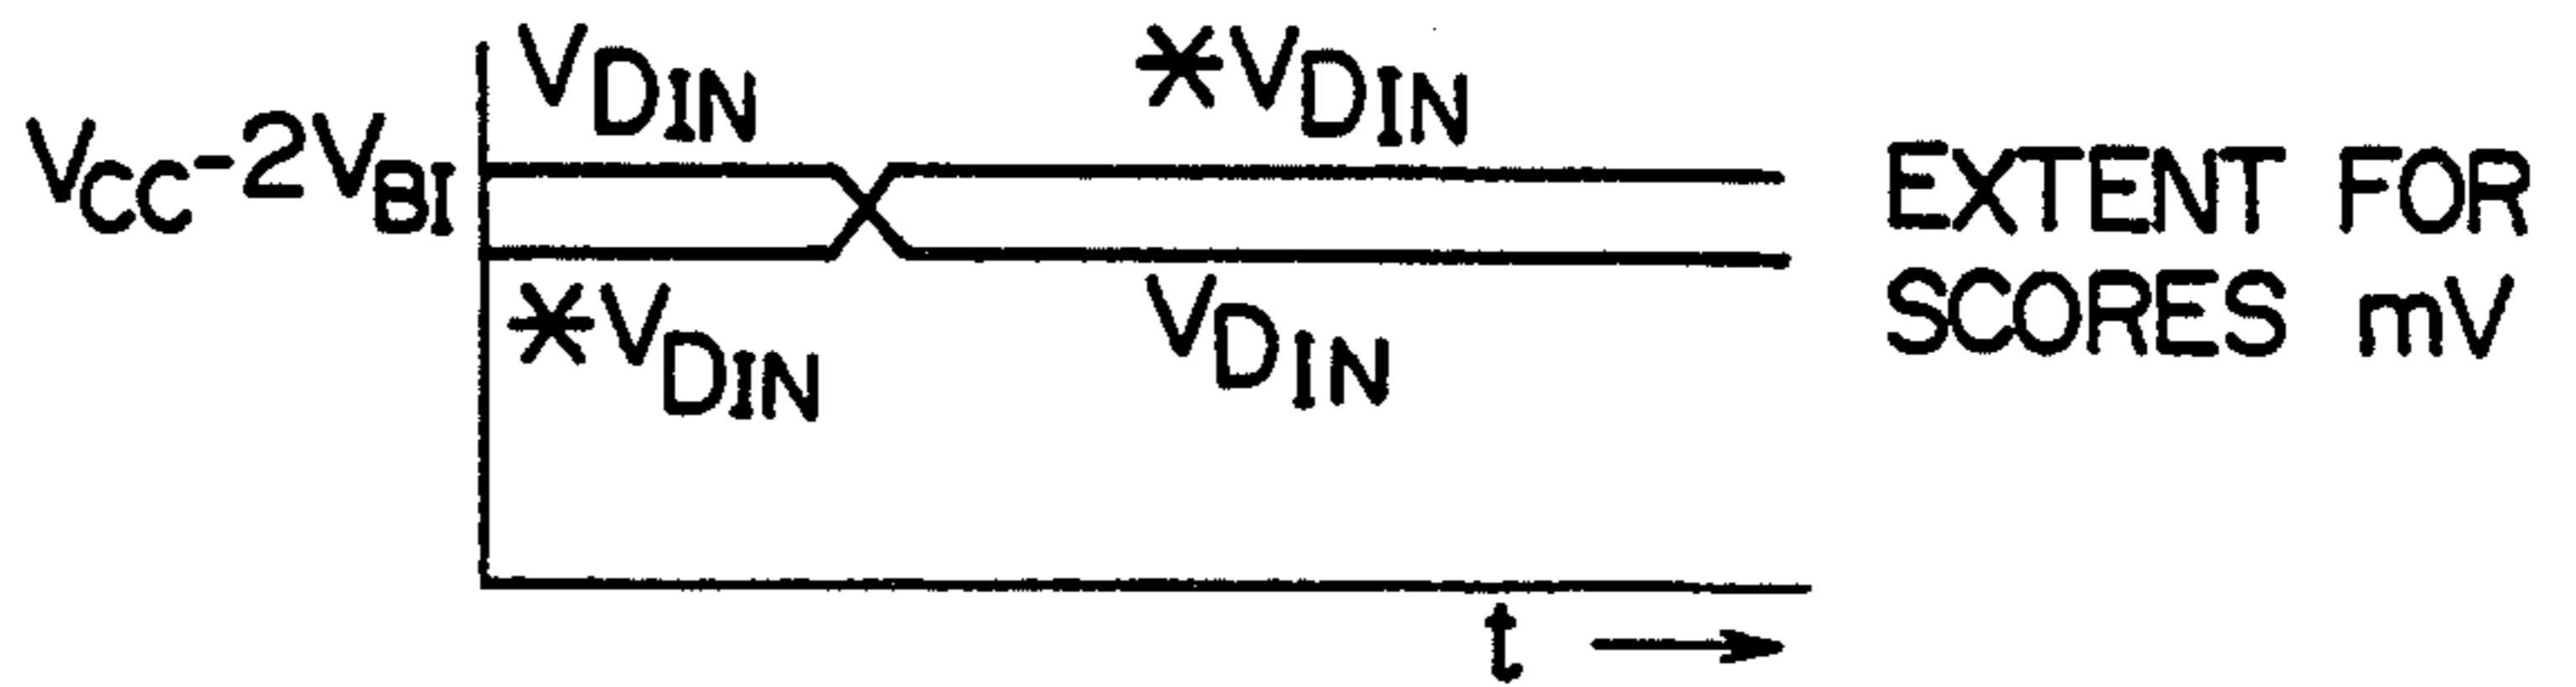 VDIN *VDIN
VCC-2VBI
EXTENT FOR
SCORES mV
*VDIN VDIN
t